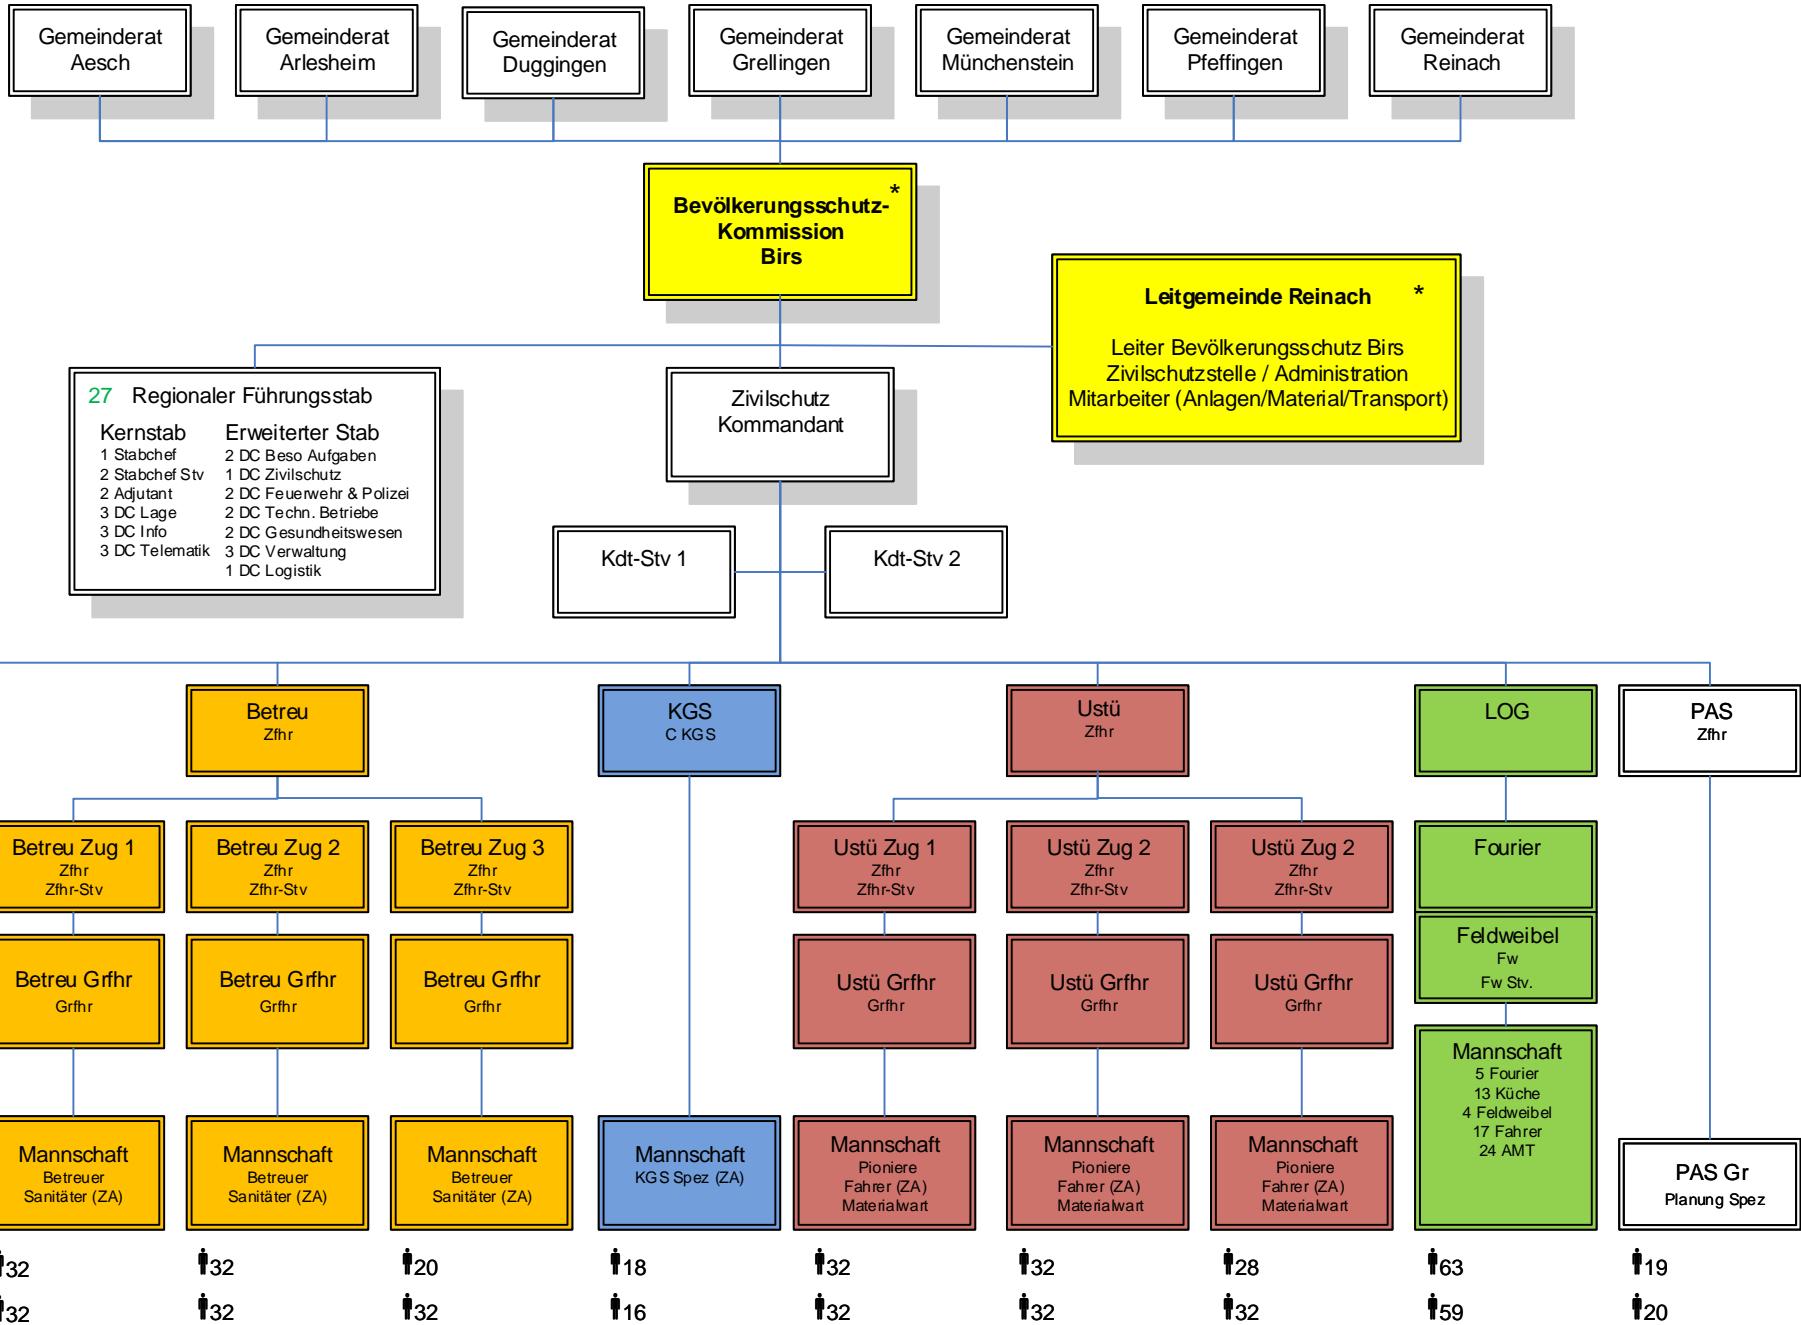 Gemeinderat
Aesch
Gemeinderat
Arlesheim
Gemeinderat
Duggingen
Gemeinderat
Grellingen
Gemeinderat
Münchenstein
Gemeinderat
Pfeffingen
Gemeinderat
Reinach
Bevölkerungsschutz- *
Kommission
Birs
Leitgemeinde Reinach *
Leiter Bevölkerungsschutz Birs
Zivilschutzstelle / Administration
Mitarbeiter (Anlagen/Material/Transport)
27 Regionaler Führungsstab
Kernstab
1 Stabchef
2 Stabchef Stv
2 Adjutant
3 DC Lage
3 DC Info
3 DC Telematik
Erweiterter Stab
2 DC Beso Aufgaben
1 DC Zivilschutz
2 DC Feuerwehr & Polizei
2 DC Techn. Betriebe
2 DC Gesundheitswesen
3 DC Verwaltung
1 DC Logistik
Zivilschutz
Kommandant
Kdt-Stv 1
Kdt-Stv 2
Betreu
Zfhr
KGS
C KGS
Ustü
Zfhr
LOG
PAS
Zfhr
Betreu Zug 1
Zfhr
Zfhr-Stv
Betreu Zug 2
Zfhr
Zfhr-Stv
Betreu Zug 3
Zfhr
Zfhr-Stv
Ustü Zug 1
Zfhr
Zfhr-Stv
Ustü Zug 2
Zfhr
Zfhr-Stv
Ustü Zug 2
Zfhr
Zfhr-Stv
Fourier
Feldweibel
Fw
Fw Stv.
Betreu Grfhr
Grfhr
Betreu Grfhr
Grfhr
Betreu Grfhr
Grfhr
Ustü Grfhr
Grfhr
Ustü Grfhr
Grfhr
Ustü Grfhr
Grfhr
Mannschaft
5 Fourier
13 Küche
4 Feldweibel
17 Fahrer
24 AMT
Mannschaft
Betreuer
Sanitäter (ZA)
Mannschaft
Betreuer
Sanitäter (ZA)
Mannschaft
Betreuer
Sanitäter (ZA)
Mannschaft
KGS Spez (ZA)
Mannschaft
Pioniere
Fahrer (ZA)
Materialwart
Mannschaft
Pioniere
Fahrer (ZA)
Materialwart
Mannschaft
Pioniere
Fahrer (ZA)
Materialwart
PAS Gr
Planung Spez
32 32 20 18 32 32 28 63 19
32 32 32 16 32 32 32 59 20